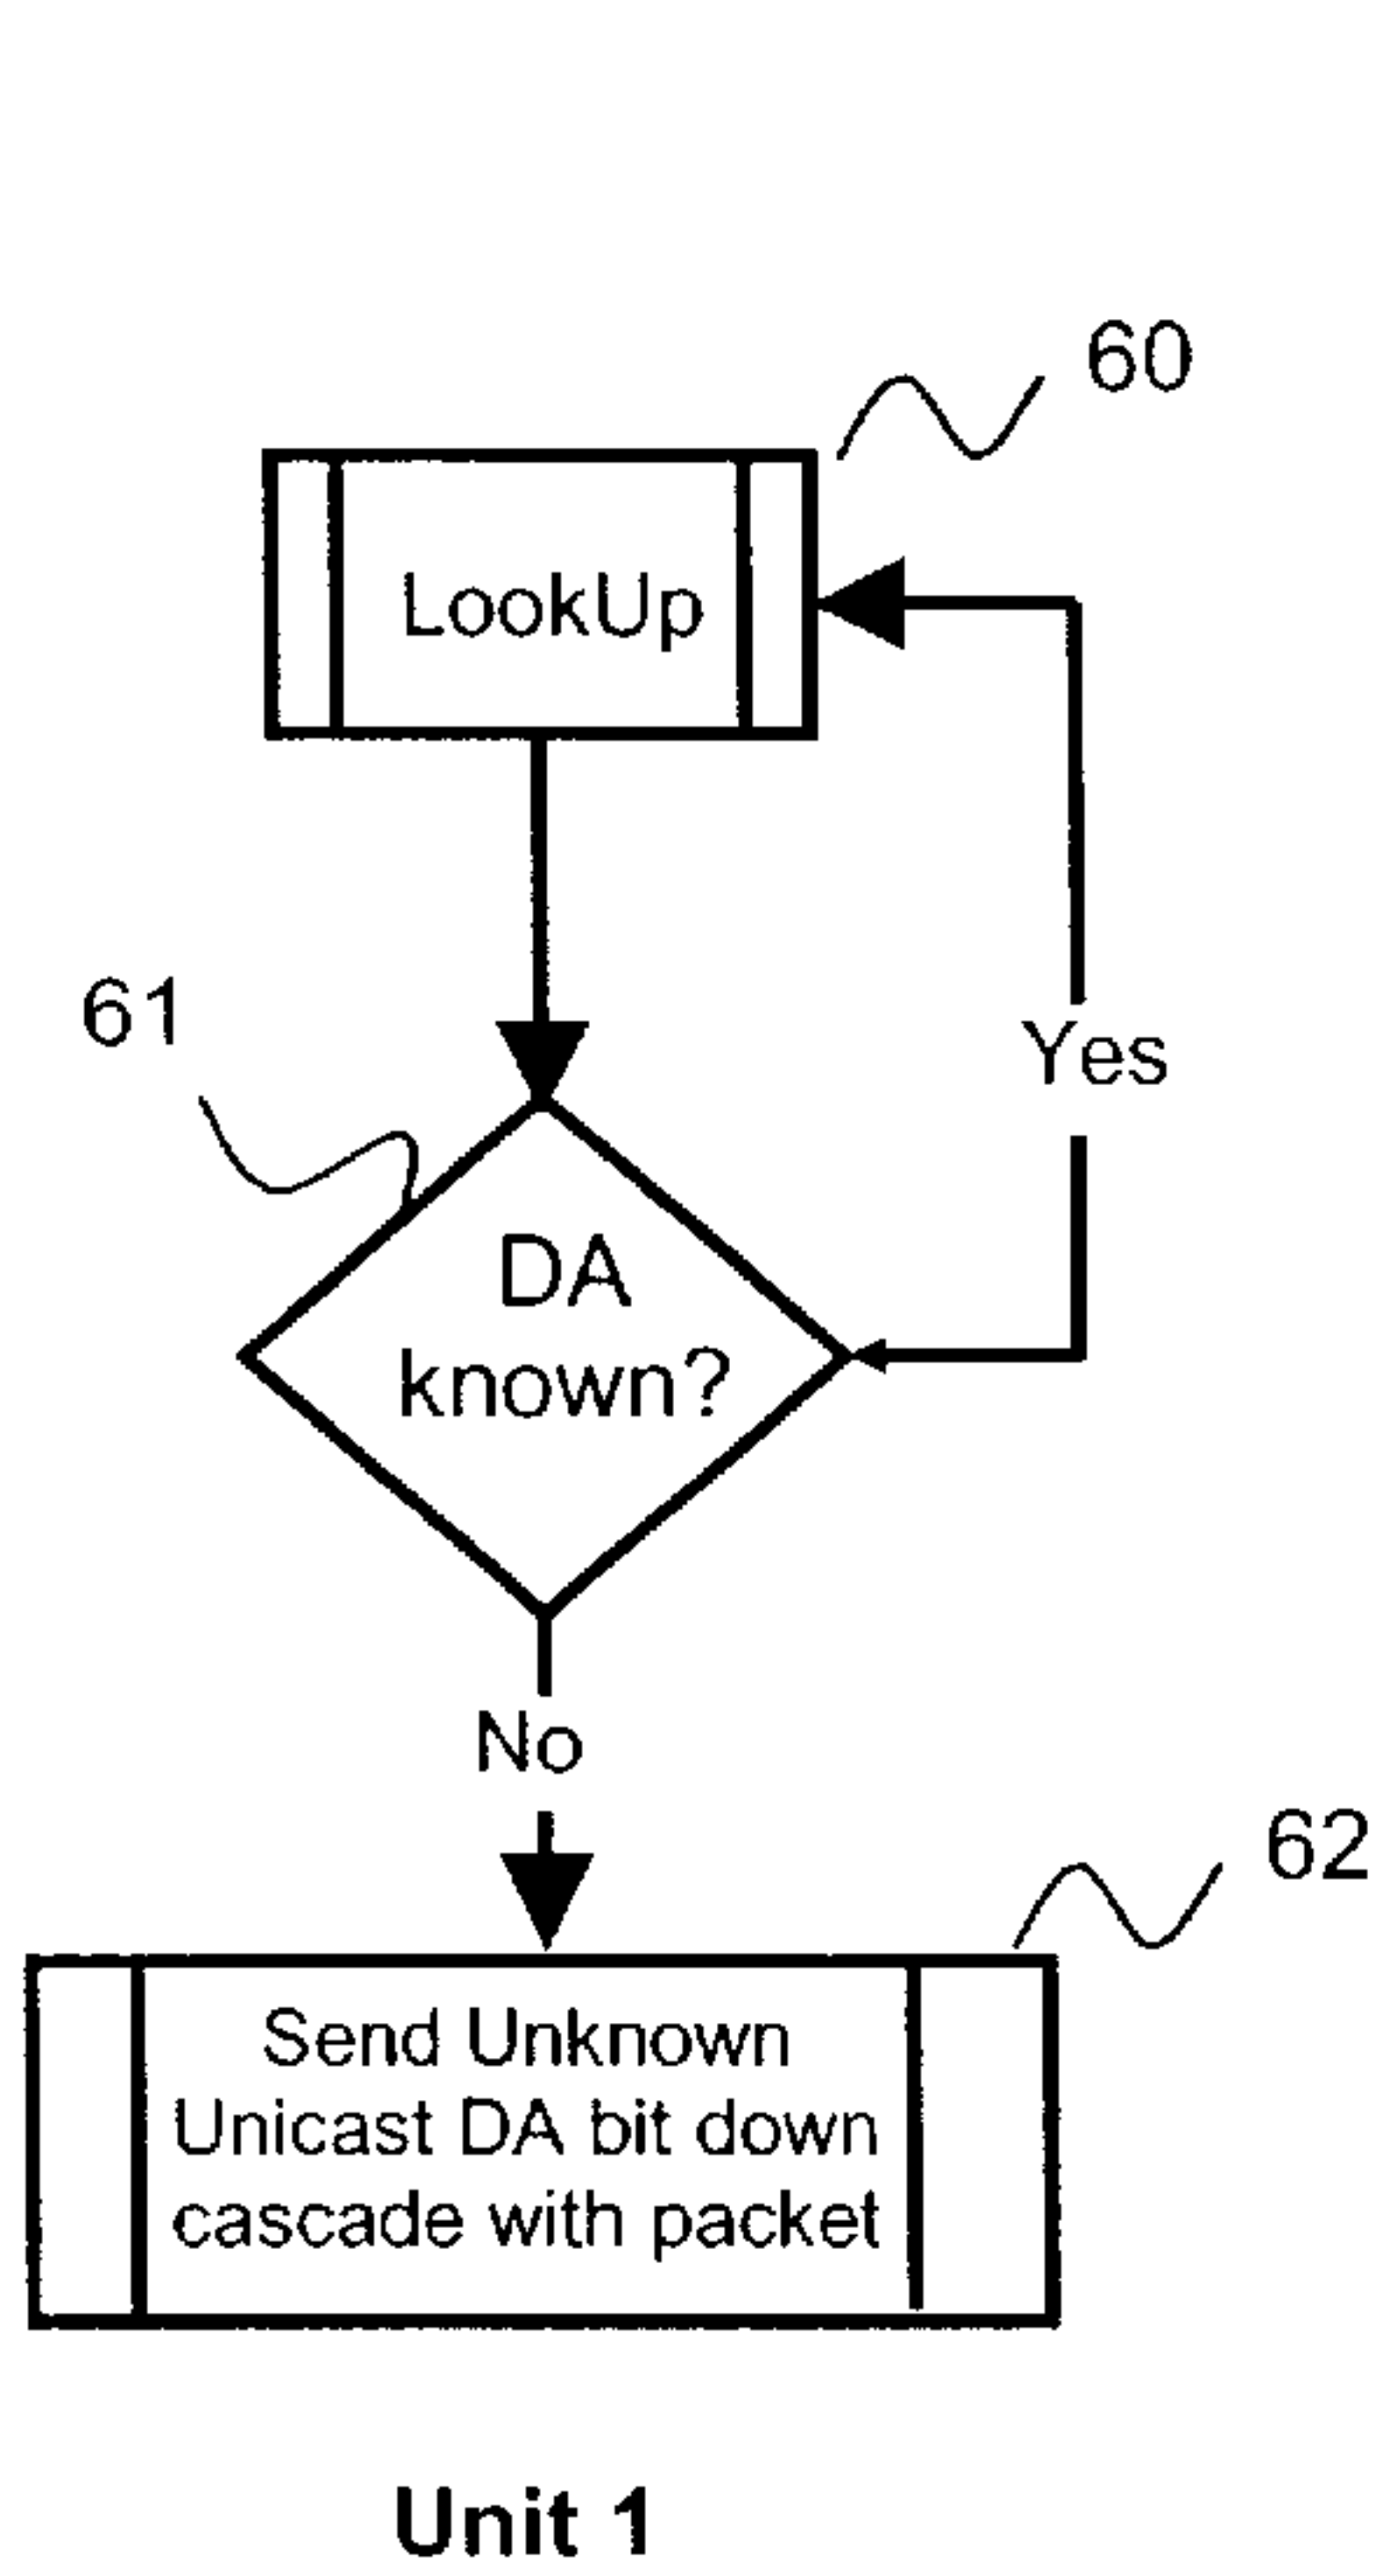 60
LookUp
61
Yes
DA
known?
No
62
Send Unknown
Unicast DA bit down
cascade with packet
Unit 1